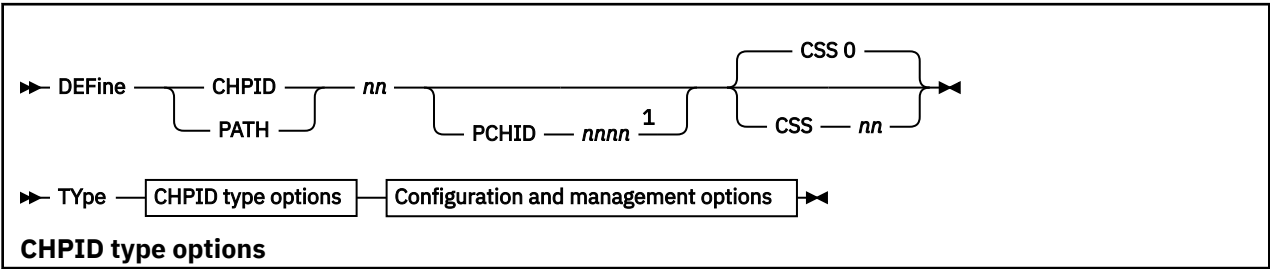 CSS 0
DEFine CHPID nn
PATH PCHID nnnn 1 CSS nn
TYpe CHPID type options Configuration and management options
CHPID type options